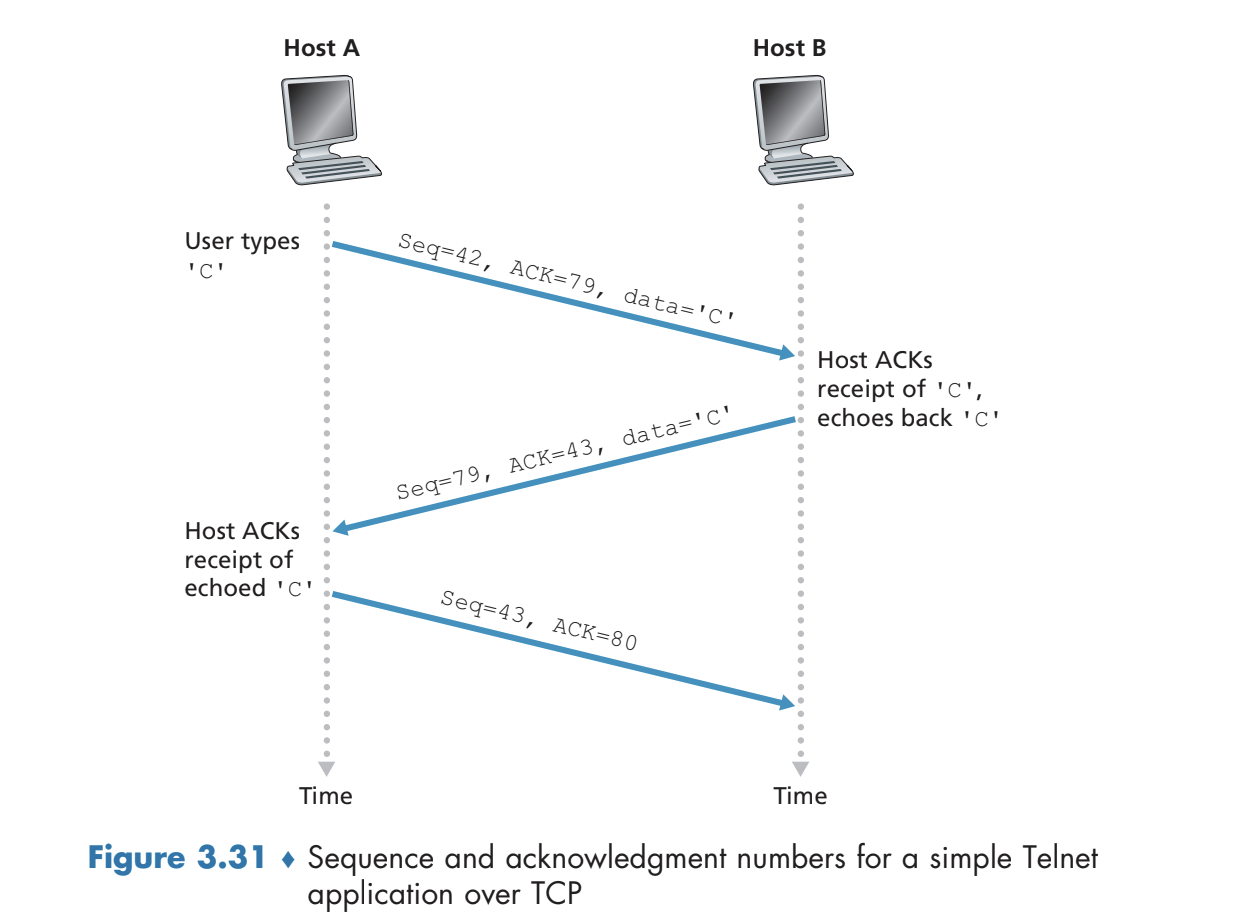 Host A
Host B
User types
'C'
Seq=42, ACK=79, data='C'
Host ACKs
receipt of 'C',
echoes back 'C'
Seq=79, ACK=43, data='C'
Host ACKs
receipt of
echoed 'C'
Seq=43, ACK=80
Time
Time
Figure 3.31 ♦ Sequence and acknowledgment numbers for a simple Telnet
application over TCP